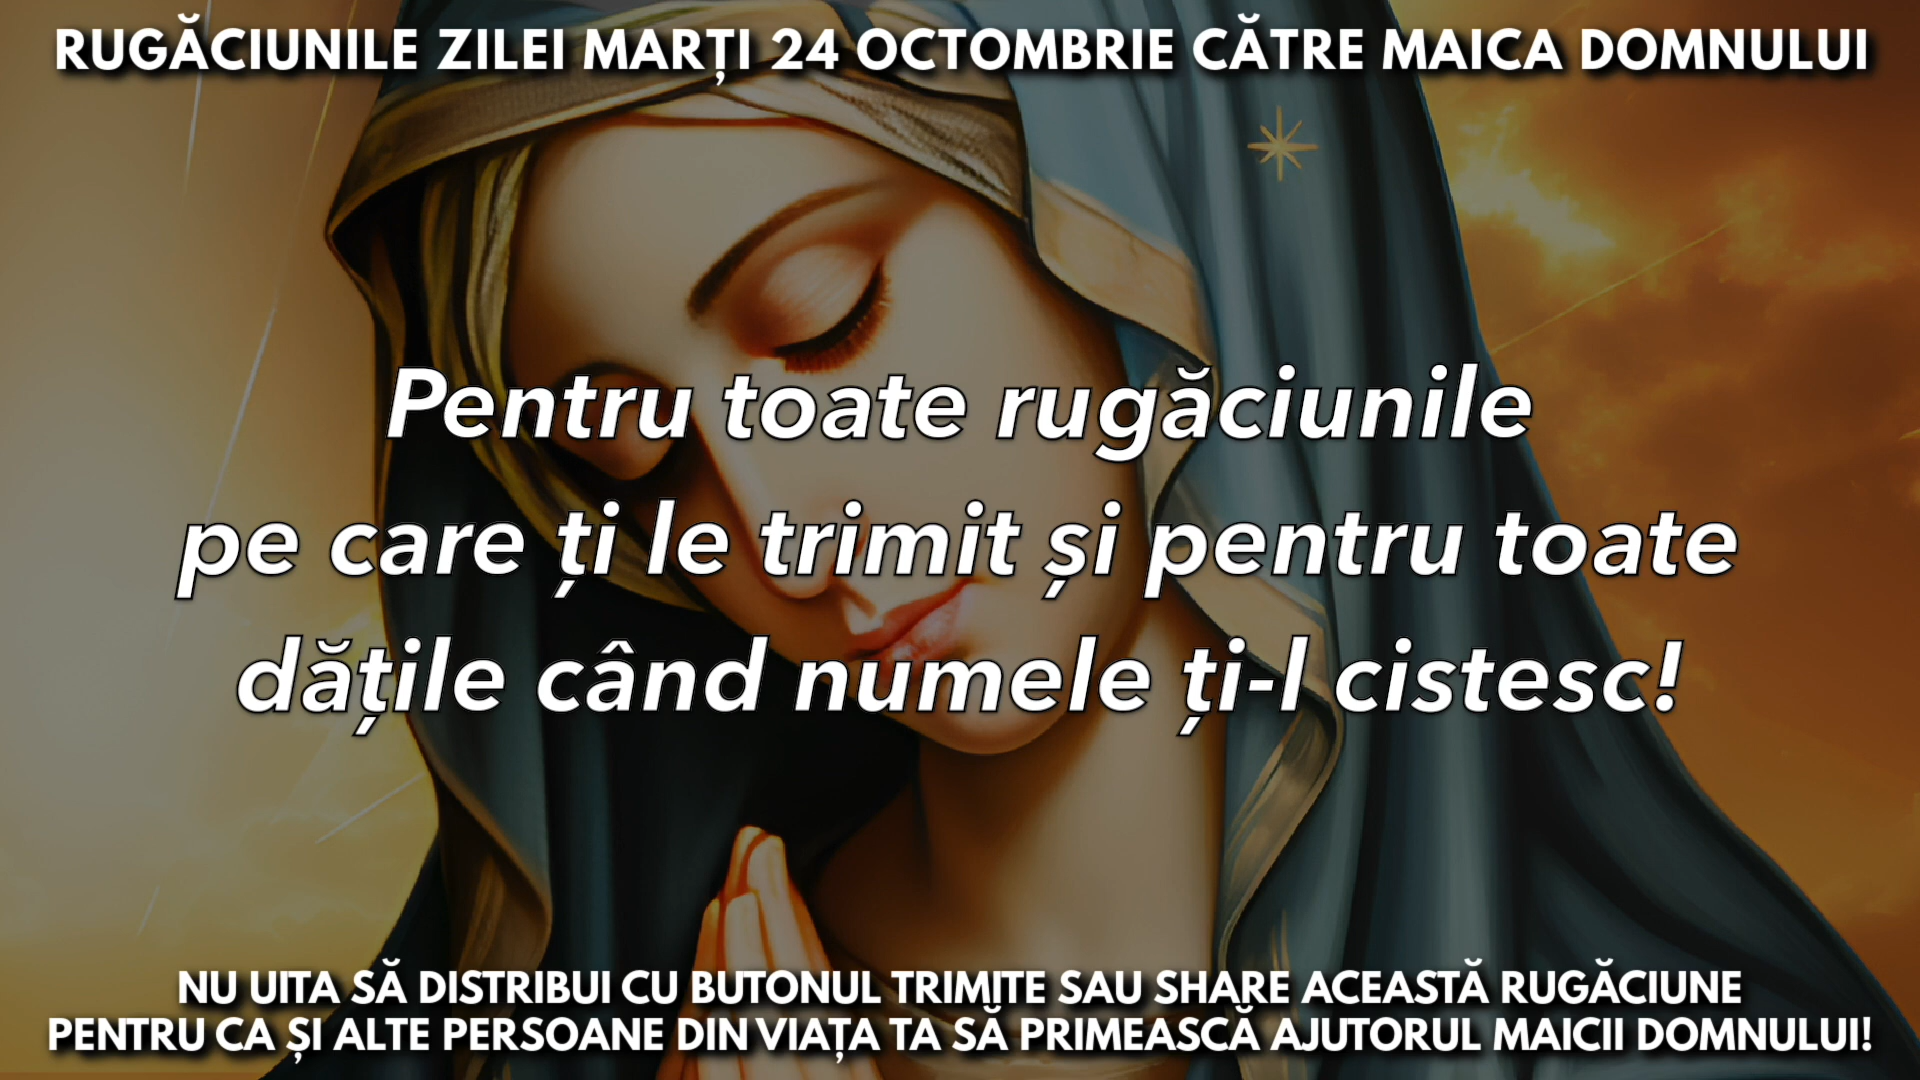 RUGĂCIUNILE ZILEI MARȚI 24 OCTOMBRIE CĂTRE MAICA DOMNULUI
Pentru toate rugăciunile
pe care ți le trimit și pentru toate
dățile când numele ți-l cistesc!
NU UITA SĂ DISTRIBUI CU BUTONUL TRIMITE SAU SHARE ACEASTĂ RUGĂCIUNE
PENTRU CA ȘI ALTE PERSOANE DIN VIAȚA TA SĂ PRIMEASCĂ AJUTORUL MAICII DOMNULUI!